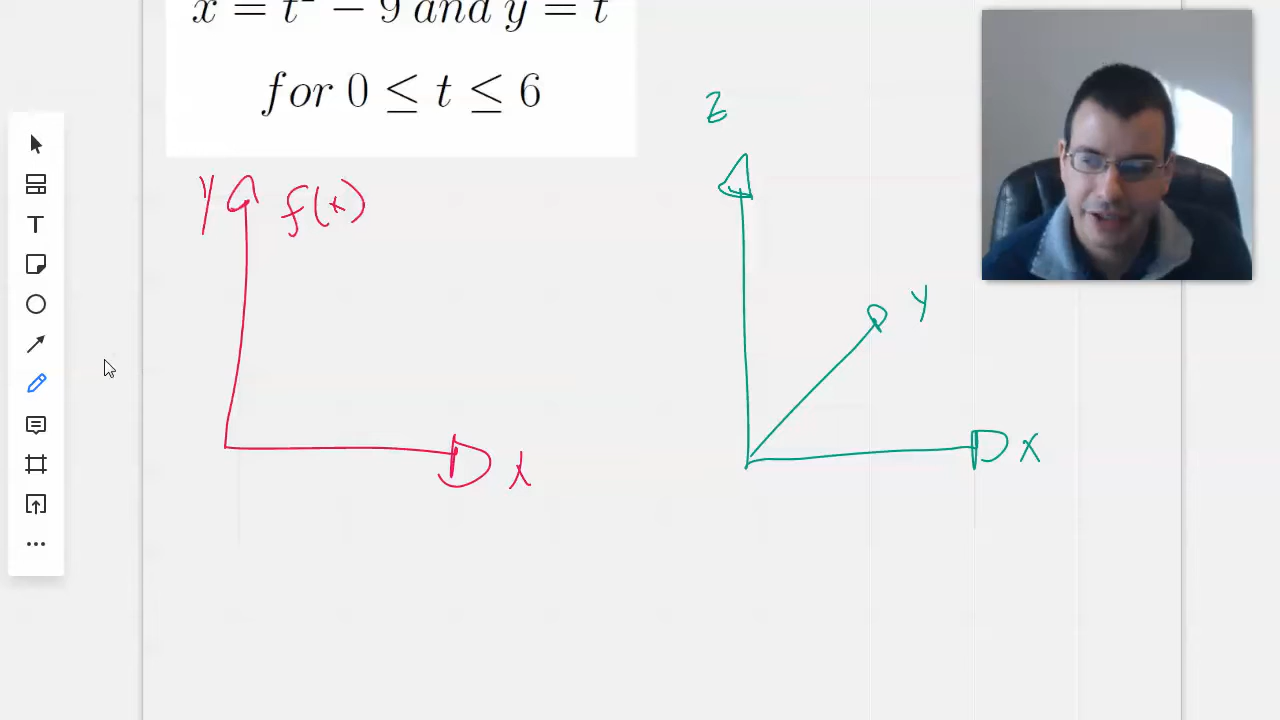 x = t² − 9 and y = t
for 0 ≤ t ≤ 6
Z
Y f(x)
Y
X
x
T